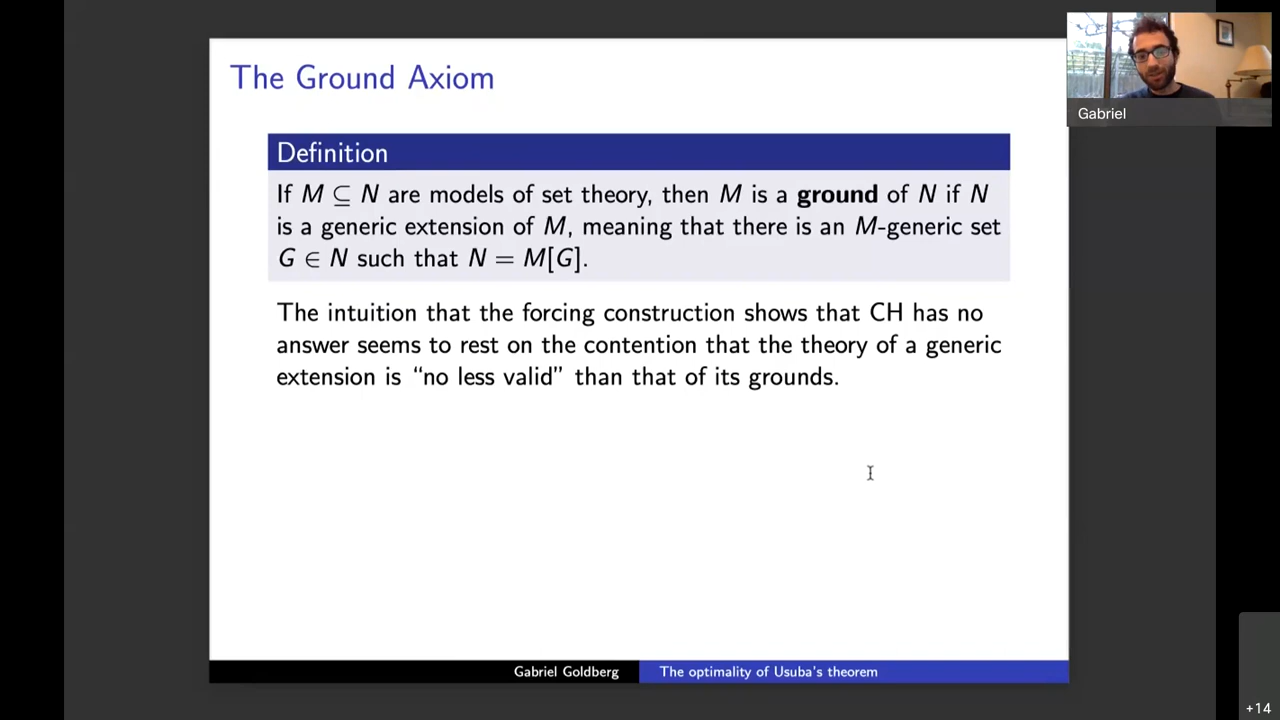 The Ground Axiom
Gabriel
Definition
If M ⊆ N are models of set theory, then M is a ground of N if N
is a generic extension of M, meaning that there is an M-generic set
G ∈ N such that N = M[G].
The intuition that the forcing construction shows that CH has no
answer seems to rest on the contention that the theory of a generic
extension is “no less valid” than that of its grounds.
Gabriel Goldberg
The optimality of Usuba's theorem
+14